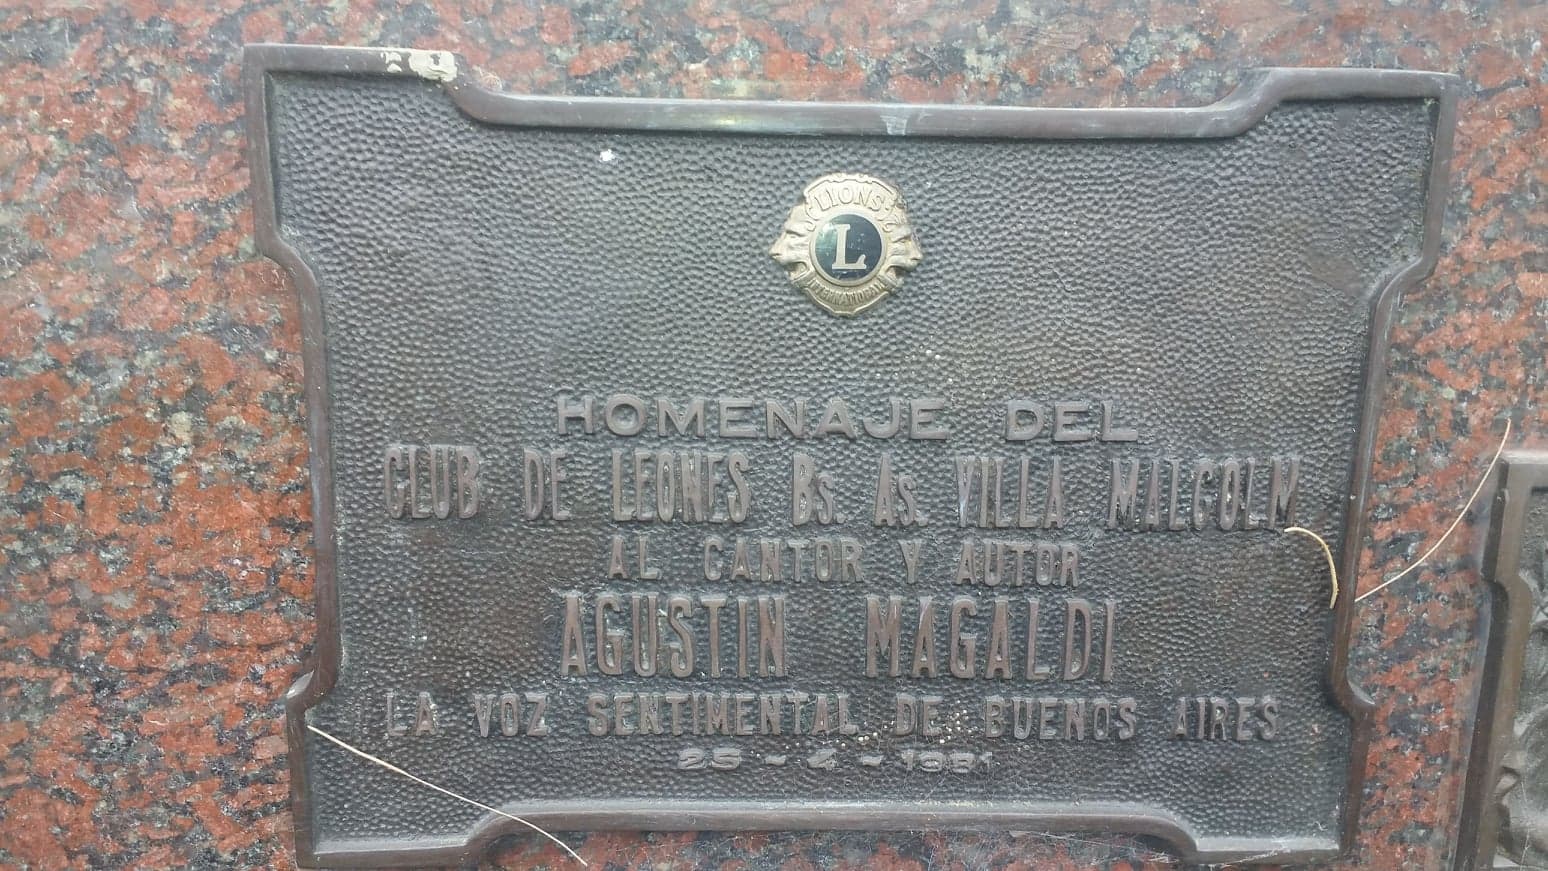 LYONS
L
INTERNATIONAL
HOMENAJE DEL
CLUB DE LEONES Bs. As. VILLA MALCOLM
AL CANTOR Y AUTOR
AGUSTIN MAGALDI
LA VOZ SENTIMENTAL DE BUENOS AIRES
25-4-1981